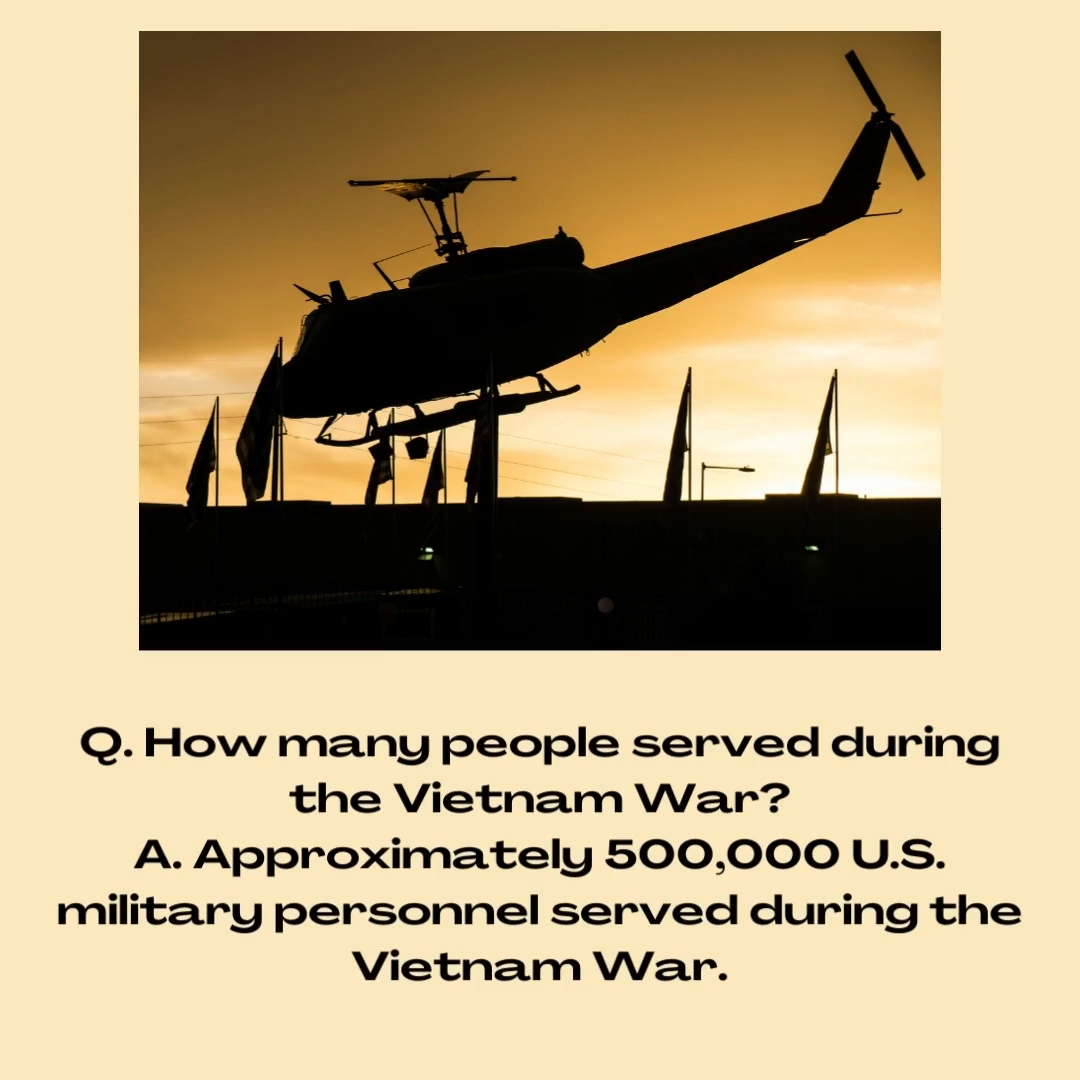 Q. How many people served during
the Vietnam War?
A. Approximately 500,000 U.S.
military personnel served during the
Vietnam War.